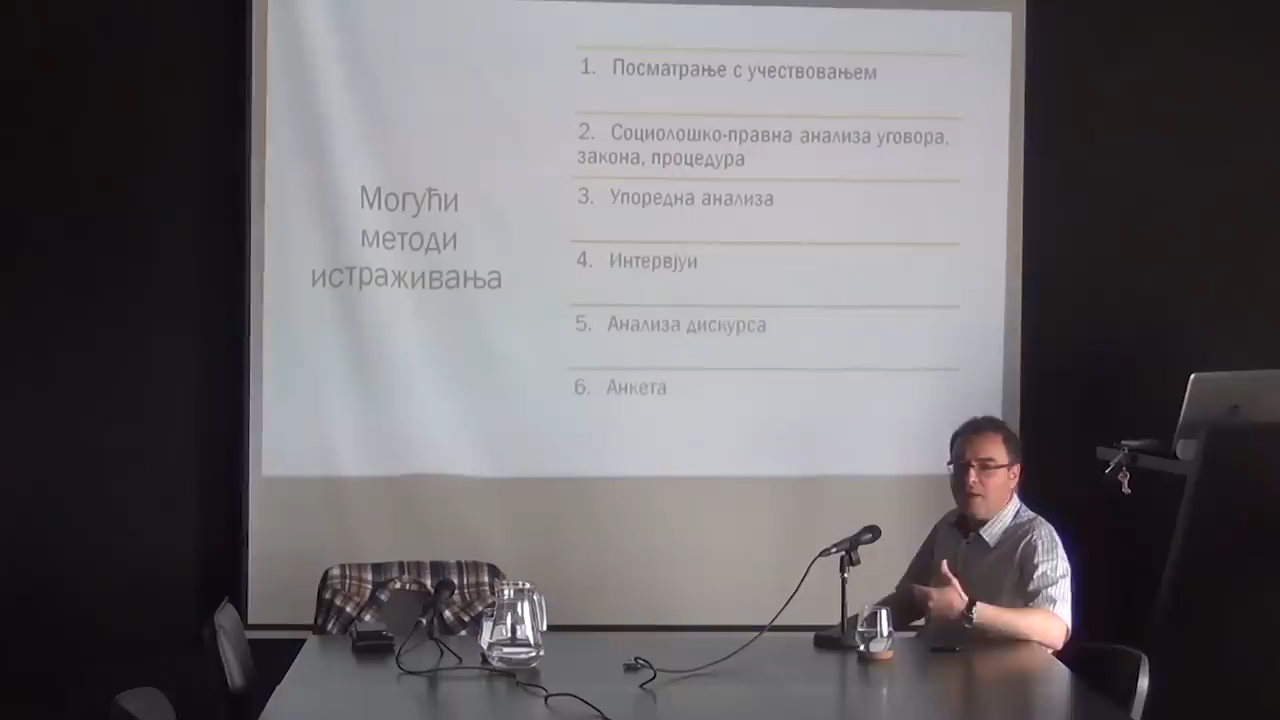 Могући
методи
истраживања
1. Посматрање с учествовањем
2. Социолошко-правна анализа уговора,
закона, процедура
3. Упоредна анализа
4. Интервјуи
5. Анализа дискурса
6. Анкета